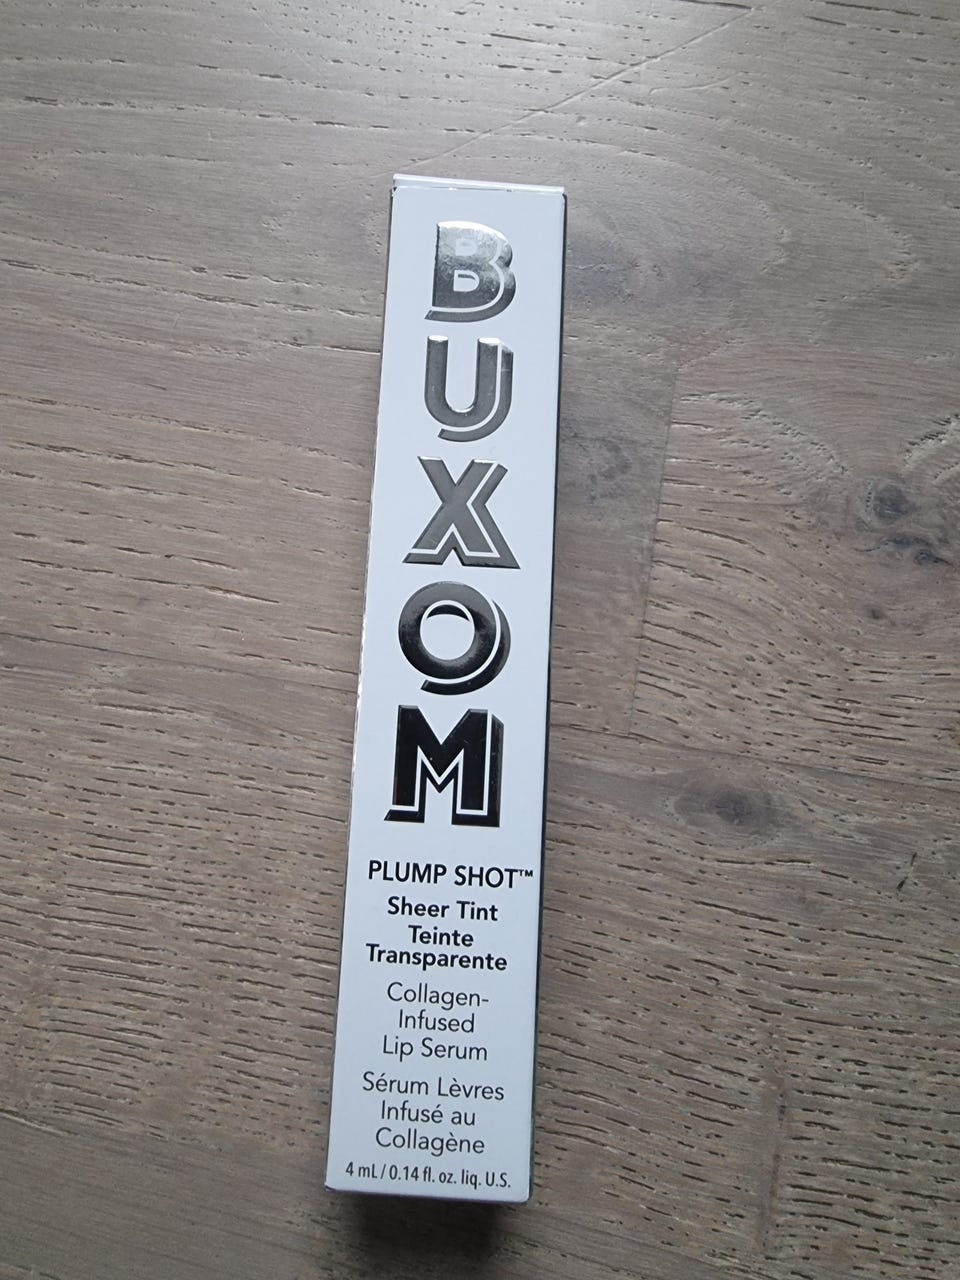 BUXOM
PLUMP SHOT™
Sheer Tint
Teinte
Transparente
Collagen-
Infused
Lip Serum
Sérum Lèvres
Infusé au
Collagène
4 mL / 0.14 fl. oz. liq. U.S.